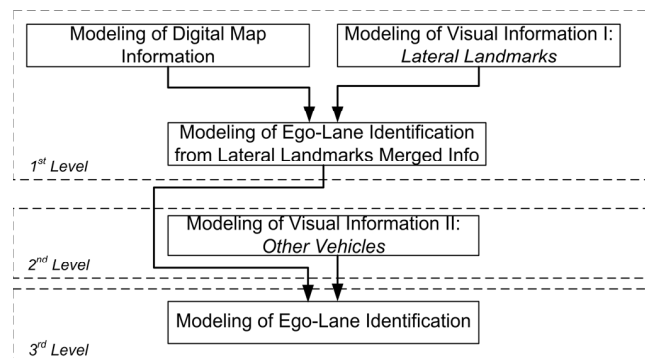 Modeling of Digital Map
Information
Modeling of Visual Information I:
Lateral Landmarks
Modeling of Ego-Lane Identification
from Lateral Landmarks Merged Info
1st Level
Modeling of Visual Information II:
Other Vehicles
2nd Level
Modeling of Ego-Lane Identification
3rd Level